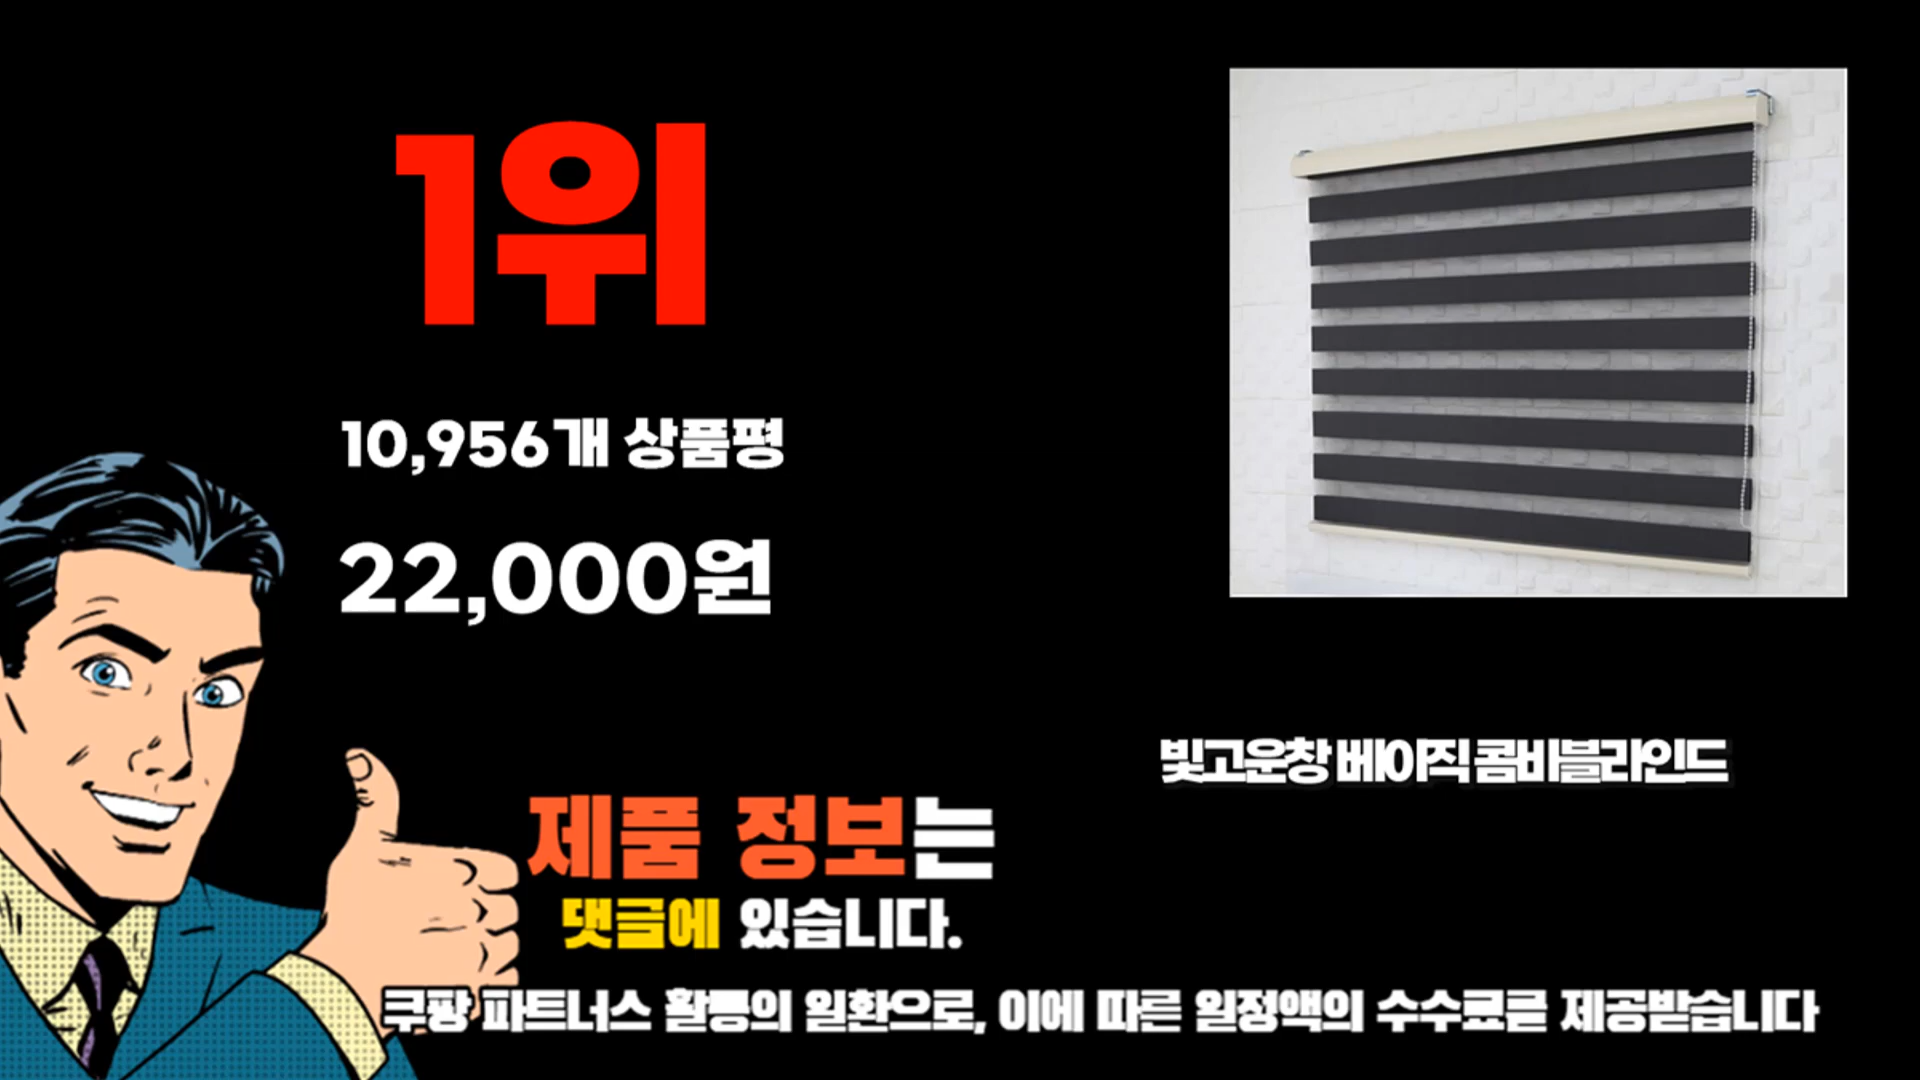 1위
10,956개 상품평
22,000원
빛고운창 베이직 콤비블라인드
제품 정보는
댓글에 있습니다.
쿠팡 파트너스 활동의 일환으로, 이에 따른 일정액의 수수료를 제공받습니다